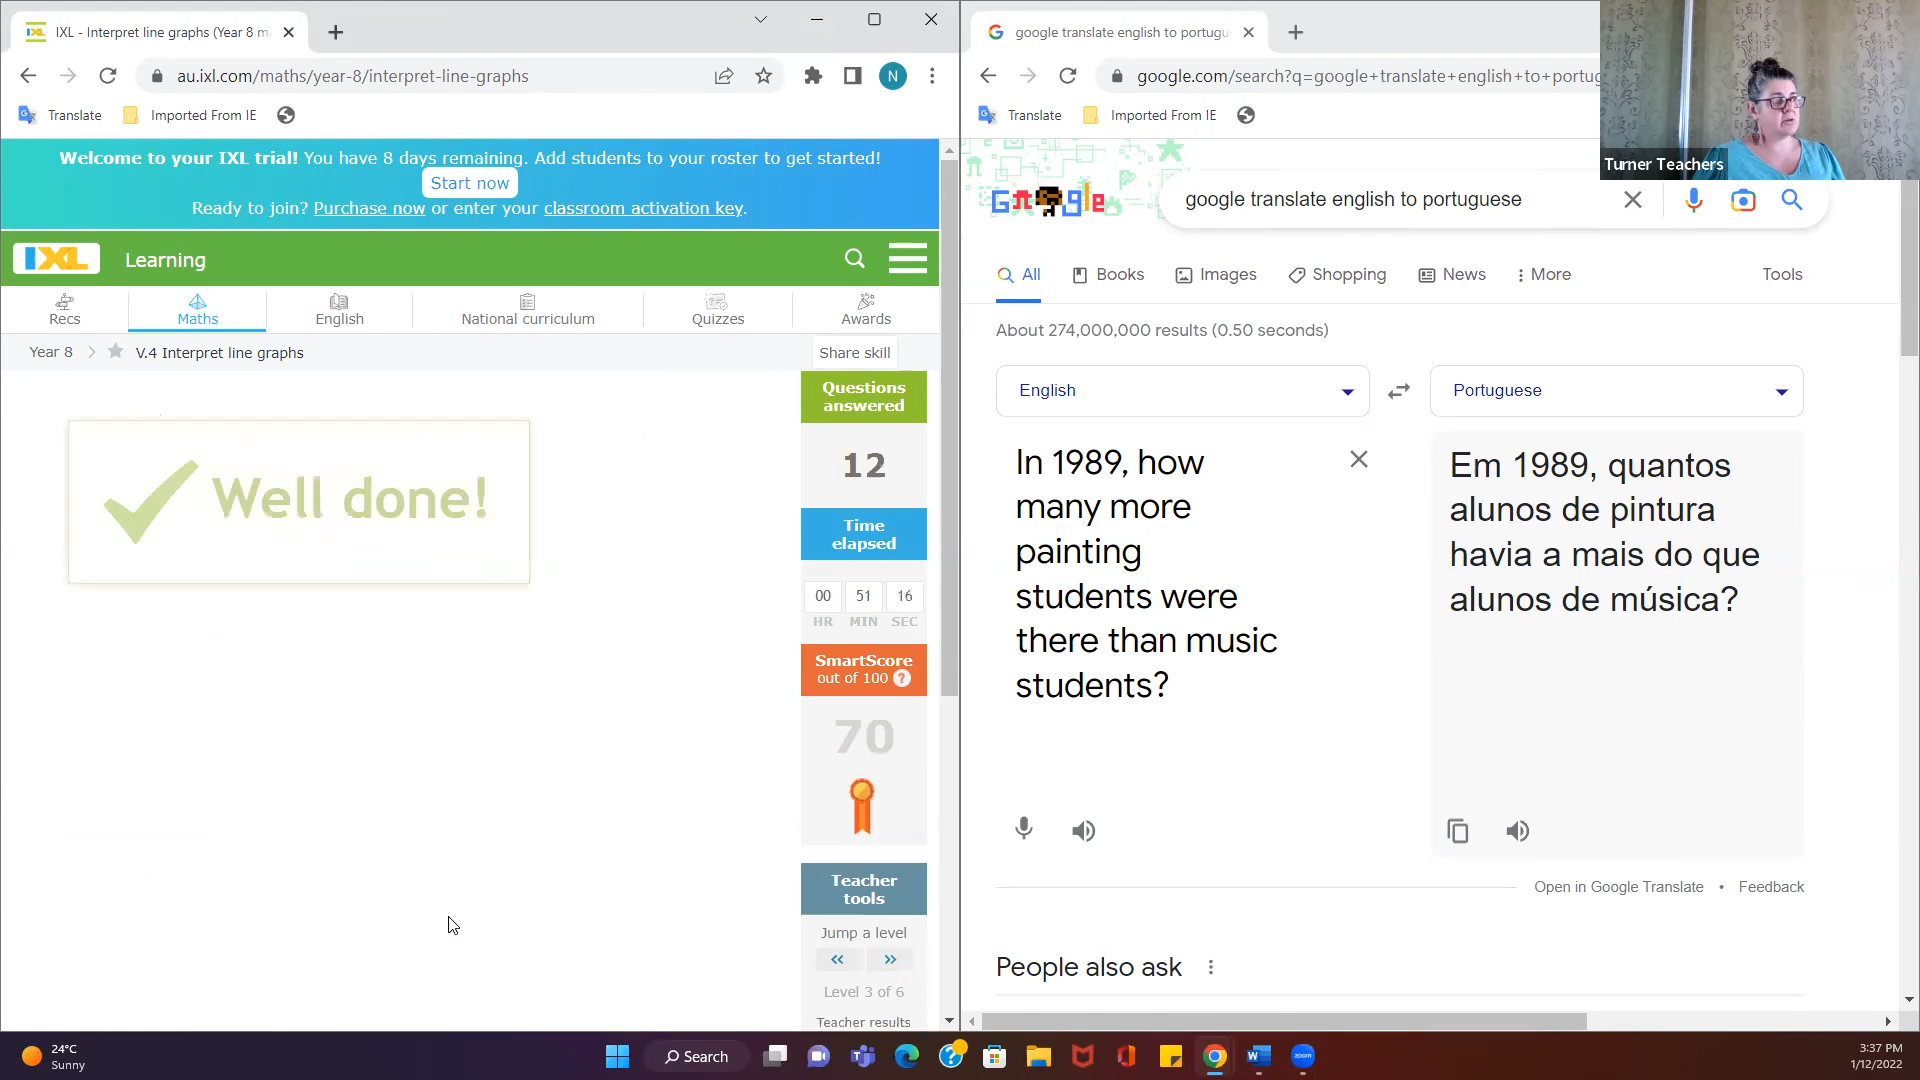 IXL - Interpret line graphs (Year 8 m
au.ixl.com/maths/year-8/interpret-line-graphs
N
Translate
Imported From IE
Welcome to your IXL trial! You have 8 days remaining. Add students to your roster to get started!
Start now
Ready to join? Purchase now or enter your classroom activation key.
IXL Learning
Recs
Maths
English
National curriculum
Quizzes
Awards
Year 8 > V.4 Interpret line graphs
Share skill
Well done!
Questions
answered
12
Time
elapsed
00 51 16
HR MIN SEC
SmartScore
out of 100 ?
70
Teacher
tools
Jump a level
<< >>
Level 3 of 6
Teacher results
google translate english to portugu
google.com/search?q=google+translate+english+to+portug
Translate
Imported From IE
Turner Teachers
Google
google translate english to portuguese
All
Books
Images
Shopping
News
More
Tools
About 274,000,000 results (0.50 seconds)
English
Portuguese
In 1989, how
many more
painting
students were
there than music
students?
Em 1989, quantos
alunos de pintura
havia a mais do que
alunos de música?
Open in Google Translate • Feedback
People also ask
24°C
Sunny
Search
zoom
3:37 PM
1/12/2022